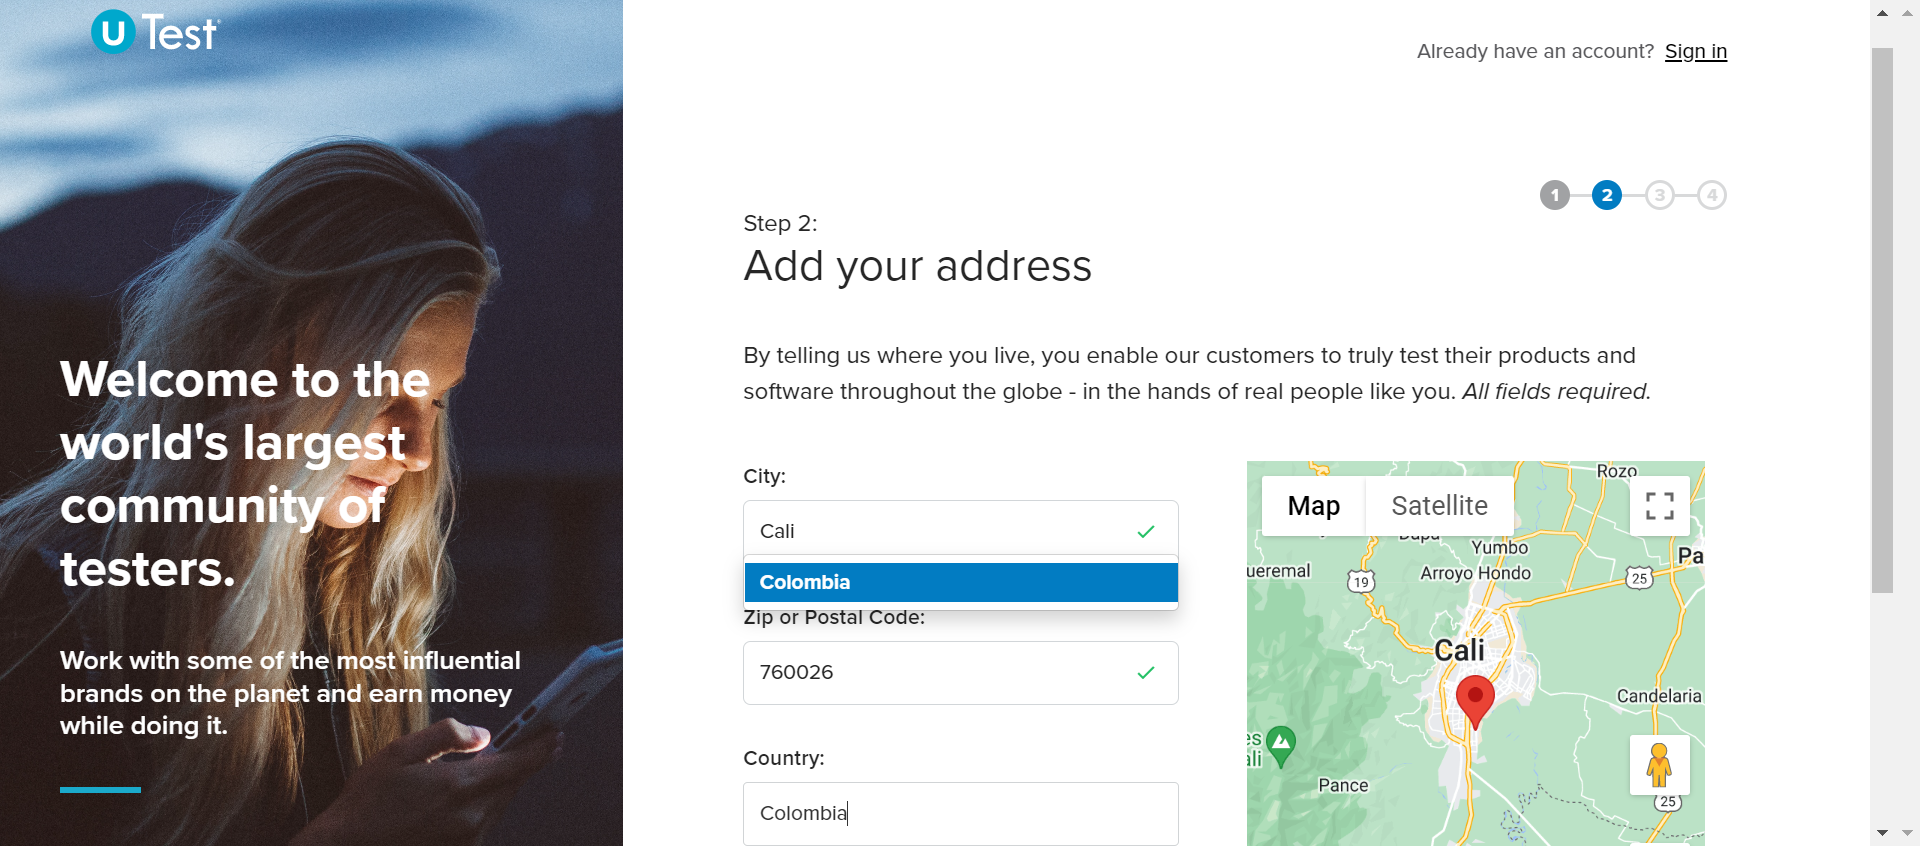 U Test
Already have an account? Sign in
1 2 3 4
Step 2:
Add your address
By telling us where you live, you enable our customers to truly test their products and
software throughout the globe - in the hands of real people like you. All fields required.
Welcome to the
world's largest
community of
testers.
Work with some of the most influential
brands on the planet and earn money
while doing it.
City:
Cali
Colombia
Zip or Postal Code:
760026
Country:
Colombia
Map Satellite
Rozo
Dapa
Yumbo
Pa
ueremal
19
Arroyo Hondo
25
Cali
Candelaria
es
ali
Pance
25